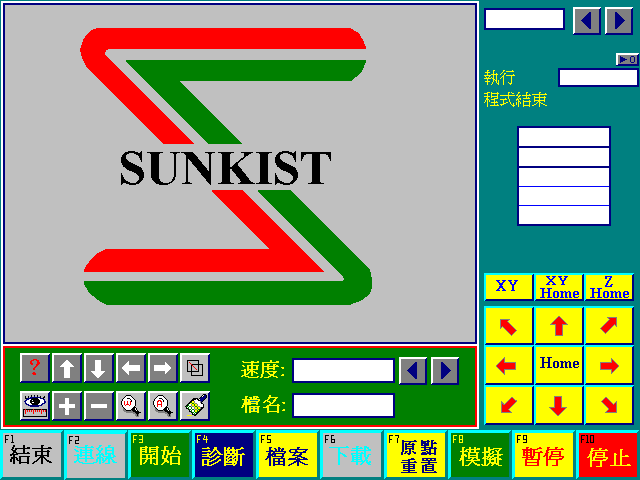 SUNKIST
▶0
執行
程式結束
XY
XY Home
Z Home
Home
?
速度:
W
A
檔名:
F1 結束
F2 連線
F3 開始
F4 診斷
F5 檔案
F6 下載
F7 原點重置
F8 模擬
F9 暫停
F10 停止